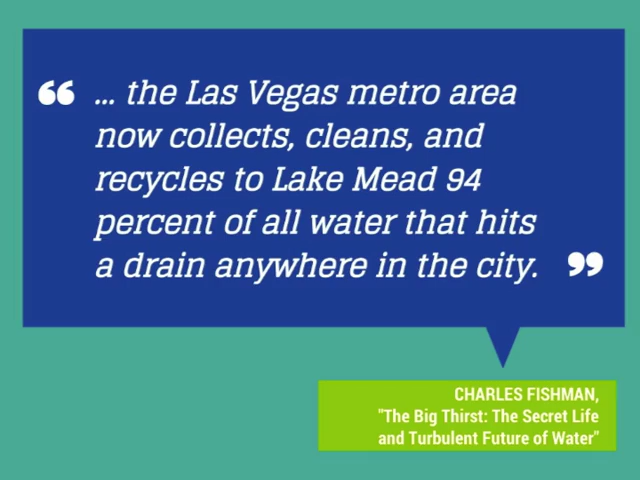 “ ... the Las Vegas metro area
now collects, cleans, and
recycles to Lake Mead 94
percent of all water that hits
a drain anywhere in the city. ”
CHARLES FISHMAN,
"The Big Thirst: The Secret Life
and Turbulent Future of Water"